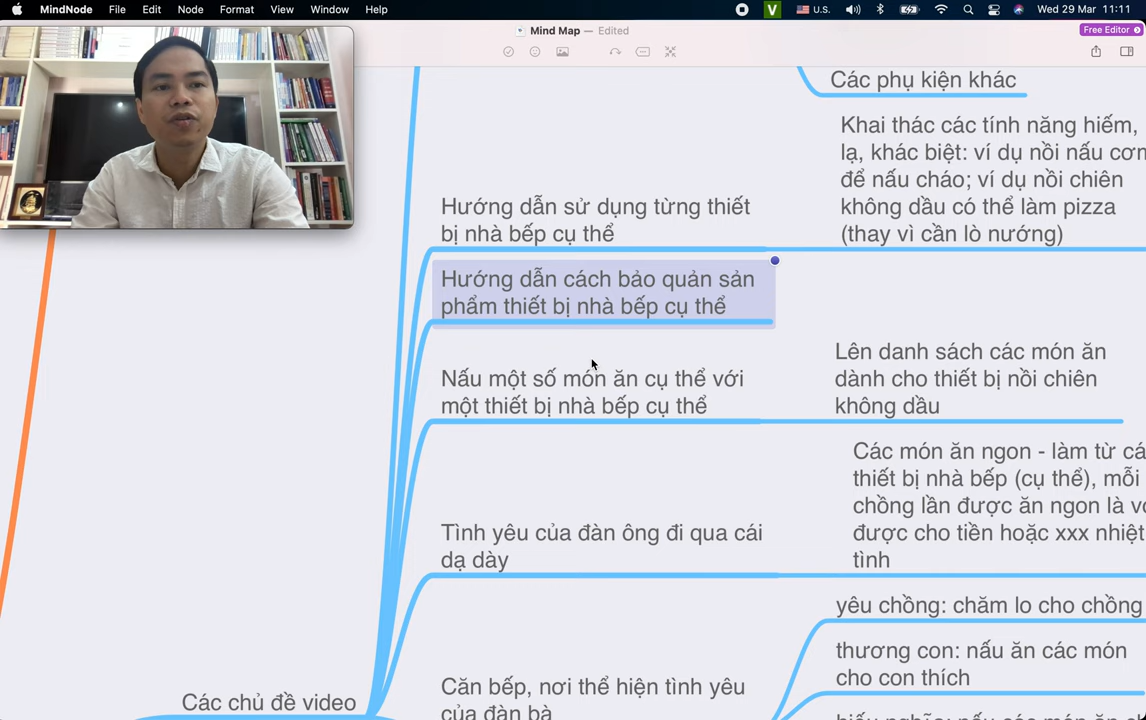 MindNode File Edit Node Format View Window Help
V U.S. Wed 29 Mar 11:11
Mind Map — Edited
Free Editor
Các phụ kiện khác
Khai thác các tính năng hiếm,
lạ, khác biệt: ví dụ nồi nấu cơm
để nấu cháo; ví dụ nồi chiên
không dầu có thể làm pizza
(thay vì cần lò nướng)
Hướng dẫn sử dụng từng thiết
bị nhà bếp cụ thể
Hướng dẫn cách bảo quản sản
phẩm thiết bị nhà bếp cụ thể
Nấu một số món ăn cụ thể với
một thiết bị nhà bếp cụ thể
Lên danh sách các món ăn
dành cho thiết bị nồi chiên
không dầu
Các món ăn ngon - làm từ
thiết bị nhà bếp (cụ thể), mỗi
chồng lần được ăn ngon là
được cho tiền hoặc xxx nhiệt
tình
Tình yêu của đàn ông đi qua cái
dạ dày
yêu chồng: chăm lo cho chồng
thương con: nấu ăn các món
cho con thích
Căn bếp, nơi thể hiện tình yêu
của đàn bà
Các chủ đề video